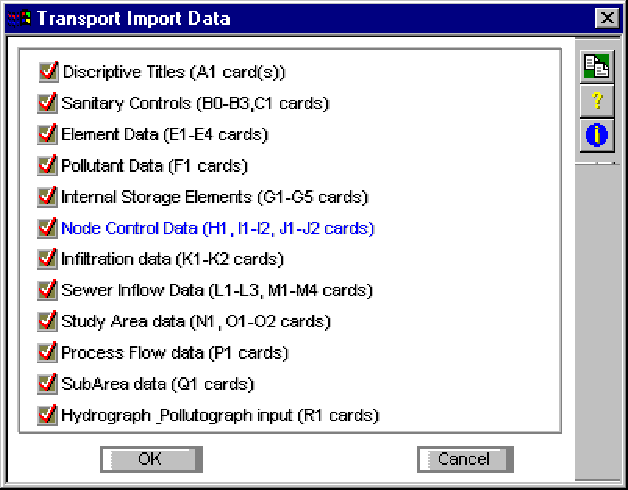 Transport Import Data
Discriptive Titles (A1 card(s))
Sanitary Controls (B0-B3,C1 cards)
Element Data (E1-E4 cards)
Pollutant Data (F1 cards)
Internal Storage Elements (G1-G5 cards)
Node Control Data (H1, I1-I2, J1-J2 cards)
Infiltration data (K1-K2 cards)
Sewer Inflow Data (L1-L3, M1-M4 cards)
Study Area data (N1, O1-O2 cards)
Process Flow data (P1 cards)
SubArea data (Q1 cards)
Hydrograph _Pollutograph input (R1 cards)
OK Cancel